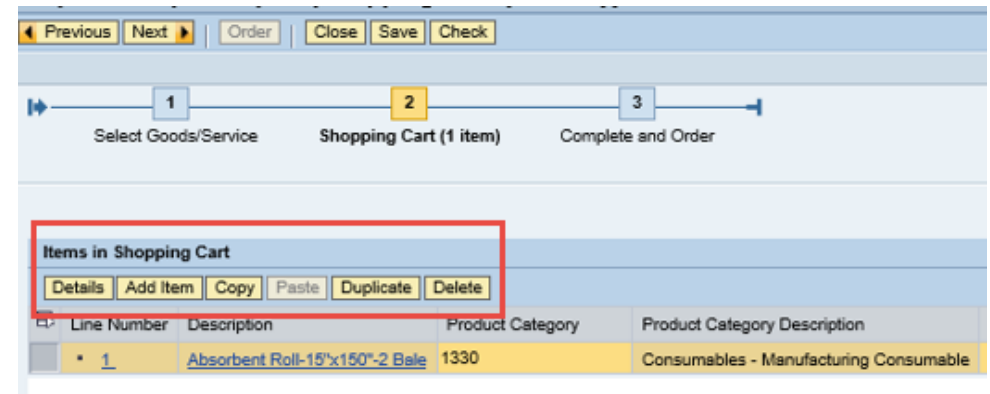 Previous Next Order Close Save Check
1 2 3
Select Goods/Service Shopping Cart (1 item) Complete and Order
Items in Shopping Cart
Details Add Item Copy Paste Duplicate Delete
Line Number Description Product Category Product Category Description
• 1 Absorbent Roll-15"x150"-2 Bale 1330 Consumables - Manufacturing Consumable